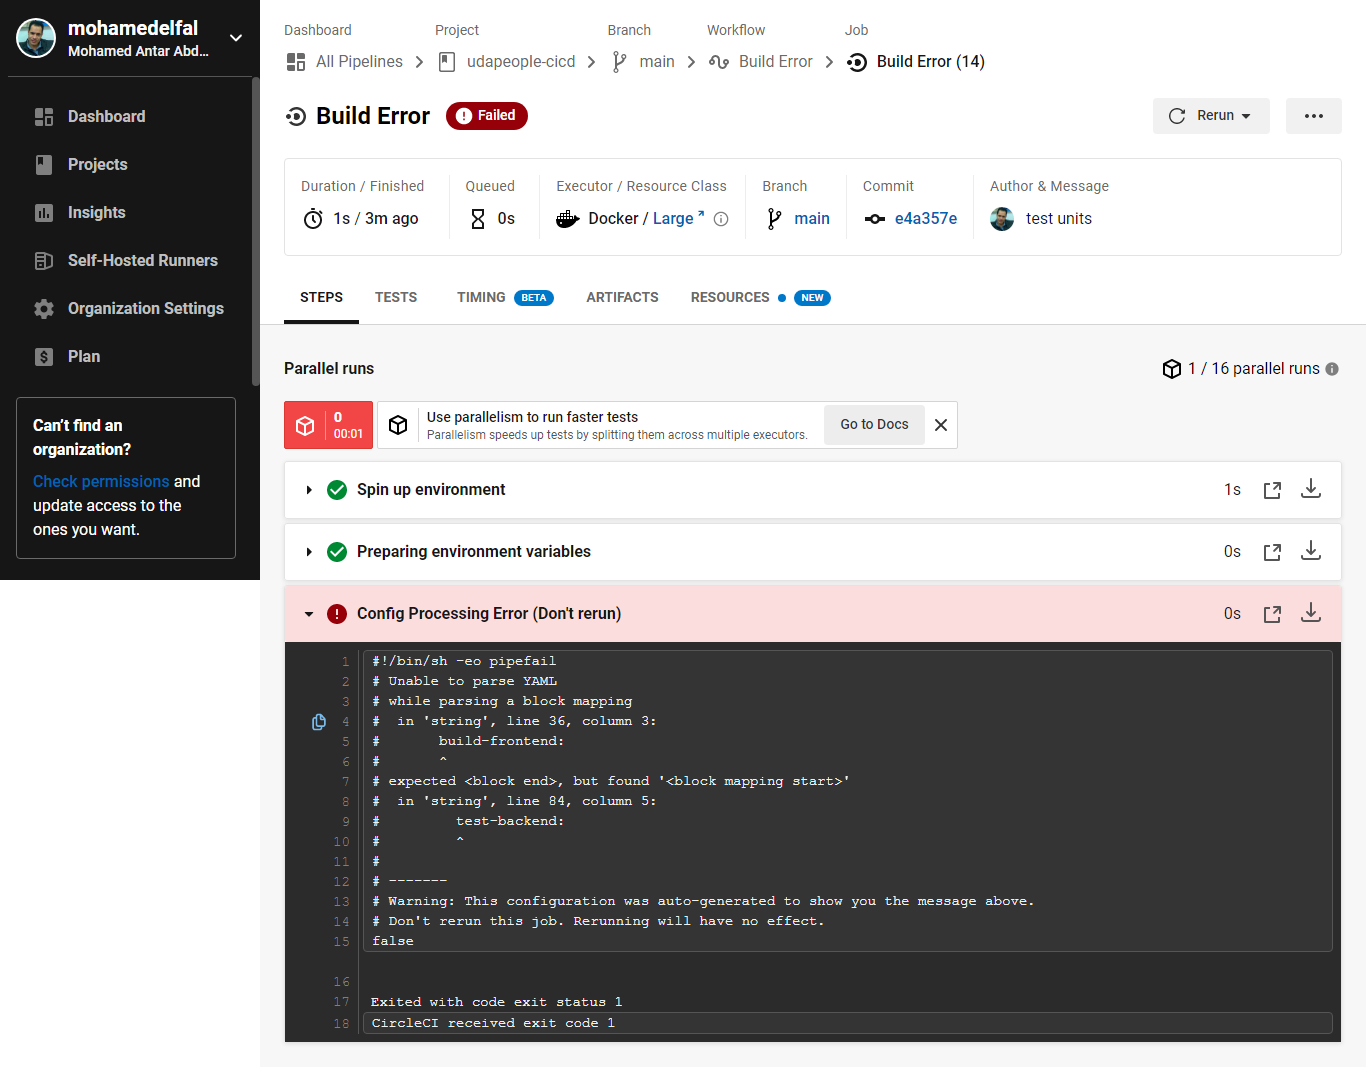 mohamedelfal
Mohamed Antar Abd...
Dashboard
Projects
Insights
Self-Hosted Runners
Organization Settings
Plan
Can't find an
organization?
Check permissions and
update access to the
ones you want.
Dashboard Project Branch Workflow Job
All Pipelines udapeople-cicd main Build Error Build Error (14)
Build Error Failed Rerun
Duration / Finished Queued Executor / Resource Class Branch Commit Author & Message
1s / 3m ago 0s Docker / Large main e4a357e test units
STEPS TESTS TIMING BETA ARTIFACTS RESOURCES NEW
Parallel runs 1 / 16 parallel runs
0
00:01
Use parallelism to run faster tests
Parallelism speeds up tests by splitting them across multiple executors.
Go to Docs
Spin up environment 1s
Preparing environment variables 0s
Config Processing Error (Don't rerun) 0s
1 #!/bin/sh -eo pipefail
2 # Unable to parse YAML
3 # while parsing a block mapping
4 #  in 'string', line 36, column 3:
5 #       build-frontend:
6 #       ^
7 # expected <block end>, but found '<block mapping start>'
8 #  in 'string', line 84, column 5:
9 #         test-backend:
10 #         ^
11 #
12 # -------
13 # Warning: This configuration was auto-generated to show you the message above.
14 # Don't rerun this job. Rerunning will have no effect.
15 false
16
17 Exited with code exit status 1
18 CircleCI received exit code 1